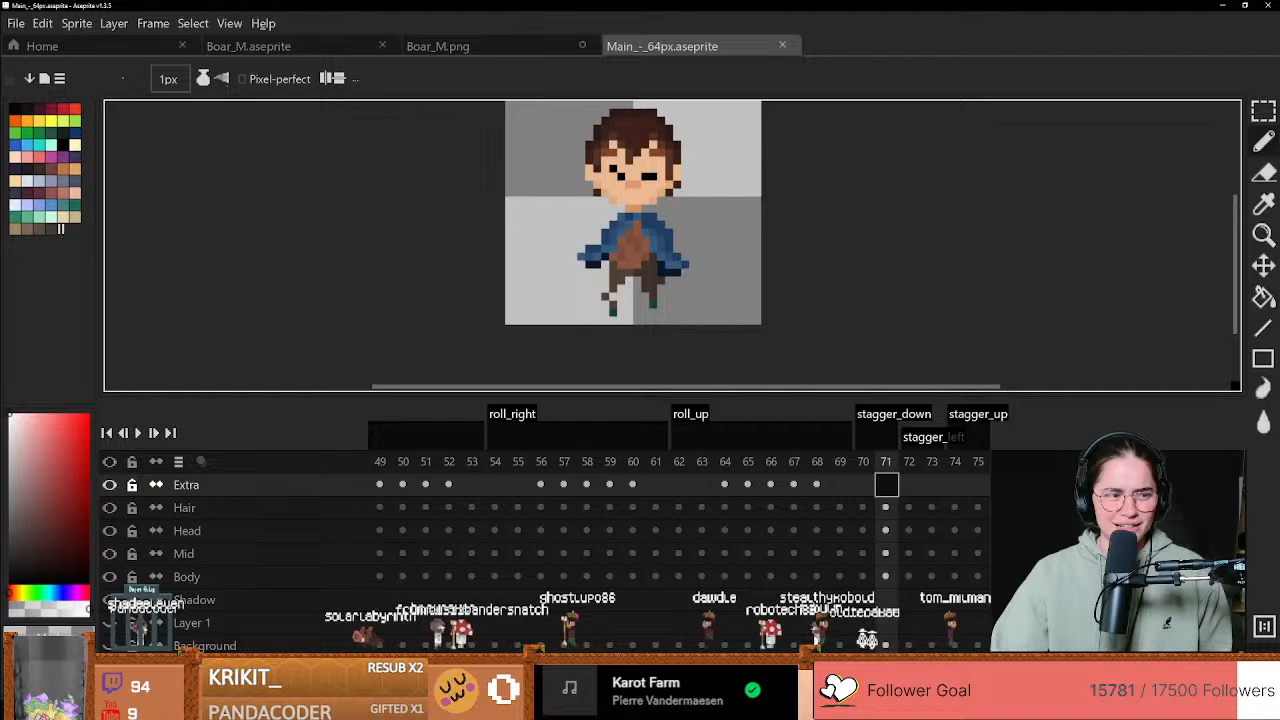 Main_-_64px.aseprite - Aseprite v1.3.5
File Edit Sprite Layer Frame Select View Help
Home Boar_M.aseprite Boar_M.png Main_-_64px.aseprite
1px Pixel-perfect ...
roll_right roll_up stagger_down stagger_up
stagger_left
49 50 51 52 53 54 55 56 57 58 59 60 61 62 63 64 65 66 67 68 69 70 71 72 73 74 75
Extra
Hair
Head
Mid
Body
Shadow
ghostlupo86 dawdle stealthyhobould tom_milman
solarlabyrinth
Layer 1
Background
94
9
KRIKIT_ RESUB X2
PANDACODER GIFTED X1
Karot Farm
Pierre Vandermaesen
Follower Goal 15781 / 17500 Followers